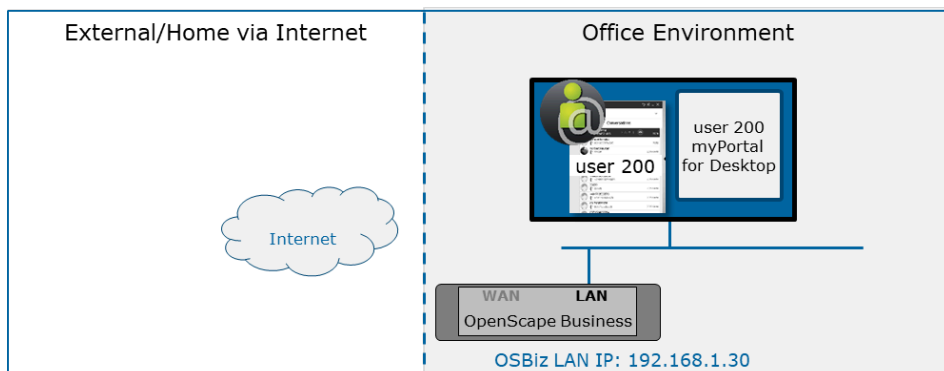 External/Home via Internet
Office Environment
user 200
user 200
myPortal
for Desktop
Internet
WAN LAN
OpenScape Business
OSBiz LAN IP: 192.168.1.30